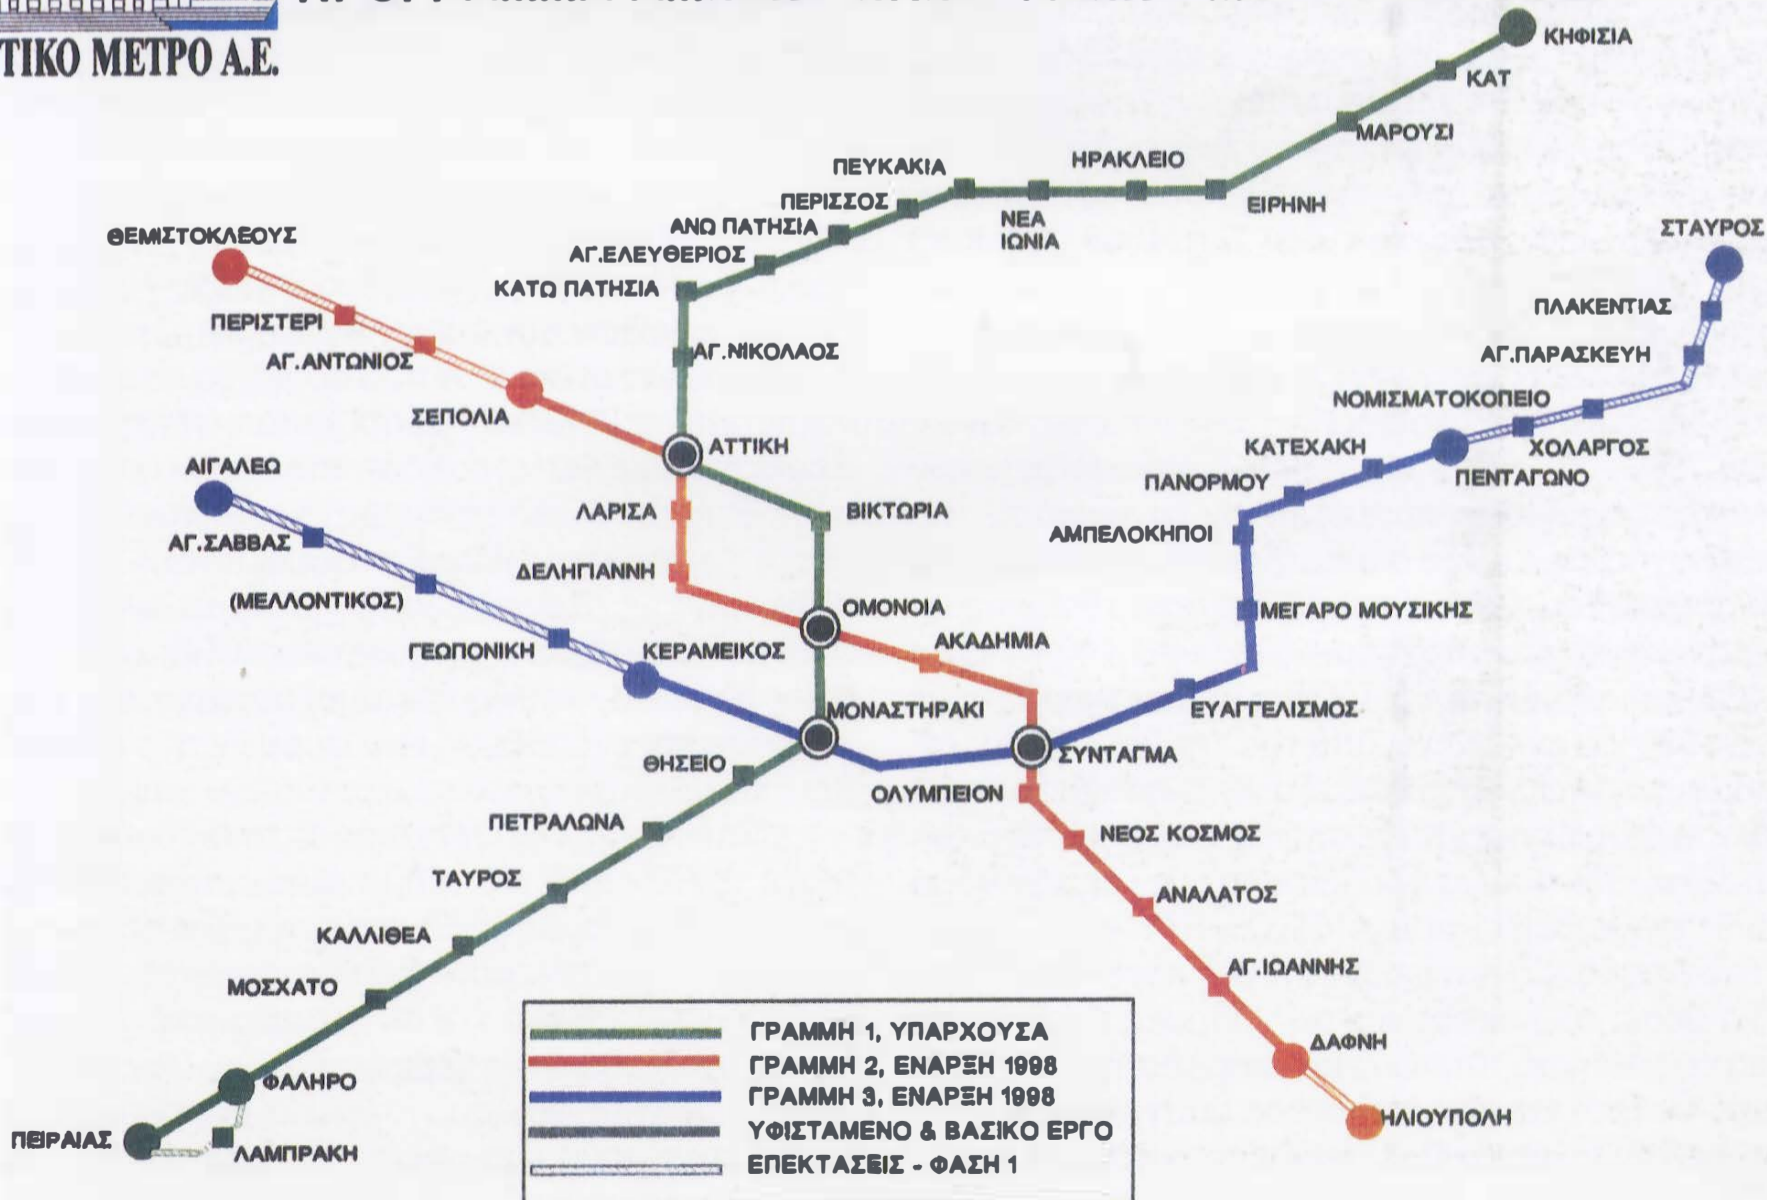 ΤΙΚΟ ΜΕΤΡΟ Α.Ε.
ΚΗΦΙΣΙΑ
ΚΑΤ
ΜΑΡΟΥΣΙ
ΗΡΑΚΛΕΙΟ
ΠΕΥΚΑΚΙΑ
ΠΕΡΙΣΣΟΣ
ΕΙΡΗΝΗ
ΝΕΑ
ΙΩΝΙΑ
ΑΝΩ ΠΑΤΗΣΙΑ
ΑΓ.ΕΛΕΥΘΕΡΙΟΣ
ΚΑΤΩ ΠΑΤΗΣΙΑ
ΘΕΜΙΣΤΟΚΛΕΟΥΣ
ΣΤΑΥΡΟΣ
ΠΕΡΙΣΤΕΡΙ
ΠΛΑΚΕΝΤΙΑΣ
ΑΓ.ΑΝΤΩΝΙΟΣ
ΑΓ.ΝΙΚΟΛΑΟΣ
ΑΓ.ΠΑΡΑΣΚΕΥΗ
ΣΕΠΟΛΙΑ
ΝΟΜΙΣΜΑΤΟΚΟΠΕΙΟ
ΑΤΤΙΚΗ
ΚΑΤΕΧΑΚΗ
ΧΟΛΑΡΓΟΣ
ΑΙΓΑΛΕΩ
ΠΑΝΟΡΜΟΥ
ΠΕΝΤΑΓΩΝΟ
ΛΑΡΙΣΑ
ΒΙΚΤΩΡΙΑ
ΑΜΠΕΛΟΚΗΠΟΙ
ΑΓ.ΣΑΒΒΑΣ
ΔΕΛΗΓΙΑΝΝΗ
(ΜΕΛΛΟΝΤΙΚΟΣ)
ΟΜΟΝΟΙΑ
ΜΕΓΑΡΟ ΜΟΥΣΙΚΗΣ
ΓΕΩΠΟΝΙΚΗ
ΚΕΡΑΜΕΙΚΟΣ
ΑΚΑΔΗΜΙΑ
ΜΟΝΑΣΤΗΡΑΚΙ
ΕΥΑΓΓΕΛΙΣΜΟΣ
ΘΗΣΕΙΟ
ΣΥΝΤΑΓΜΑ
ΟΛΥΜΠΕΙΟΝ
ΠΕΤΡΑΛΩΝΑ
ΝΕΟΣ ΚΟΣΜΟΣ
ΤΑΥΡΟΣ
ΑΝΑΛΑΤΟΣ
ΚΑΛΛΙΘΕΑ
ΑΓ.ΙΩΑΝΝΗΣ
ΜΟΣΧΑΤΟ
ΔΑΦΝΗ
ΦΑΛΗΡΟ
ΗΛΙΟΥΠΟΛΗ
ΠΕΙΡΑΙΑΣ
ΛΑΜΠΡΑΚΗ
ΓΡΑΜΜΗ 1, ΥΠΑΡΧΟΥΣΑ
ΓΡΑΜΜΗ 2, ΕΝΑΡΞΗ 1998
ΓΡΑΜΜΗ 3, ΕΝΑΡΞΗ 1998
ΥΦΙΣΤΑΜΕΝΟ & ΒΑΣΙΚΟ ΕΡΓΟ
ΕΠΕΚΤΑΣΕΙΣ - ΦΑΣΗ 1